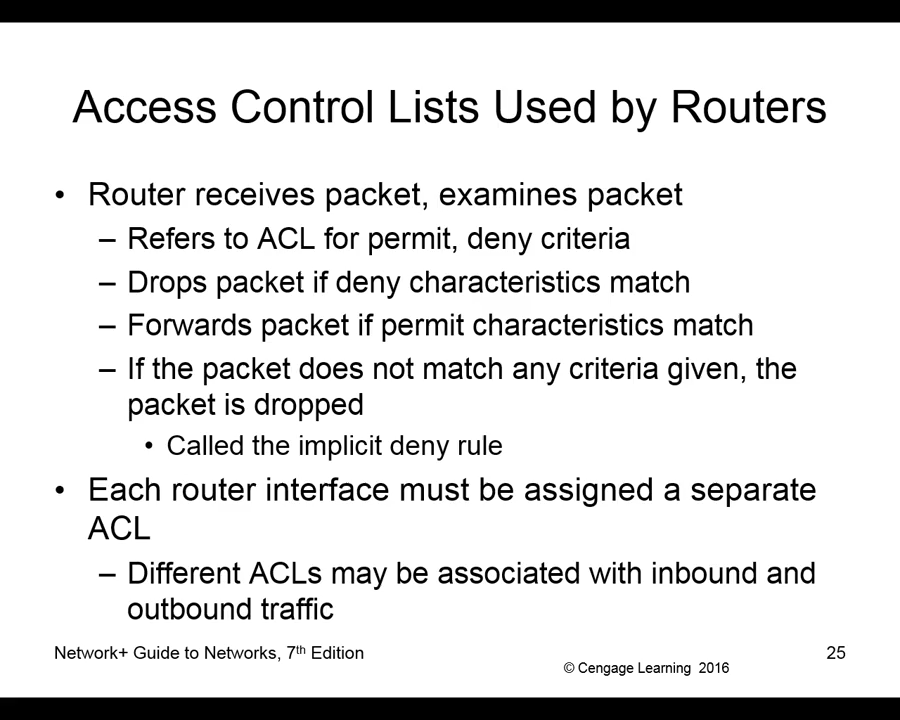 Access Control Lists Used by Routers
• Router receives packet, examines packet
– Refers to ACL for permit, deny criteria
– Drops packet if deny characteristics match
– Forwards packet if permit characteristics match
– If the packet does not match any criteria given, the
packet is dropped
• Called the implicit deny rule
• Each router interface must be assigned a separate
ACL
– Different ACLs may be associated with inbound and
outbound traffic
Network+ Guide to Networks, 7th Edition
© Cengage Learning 2016
25